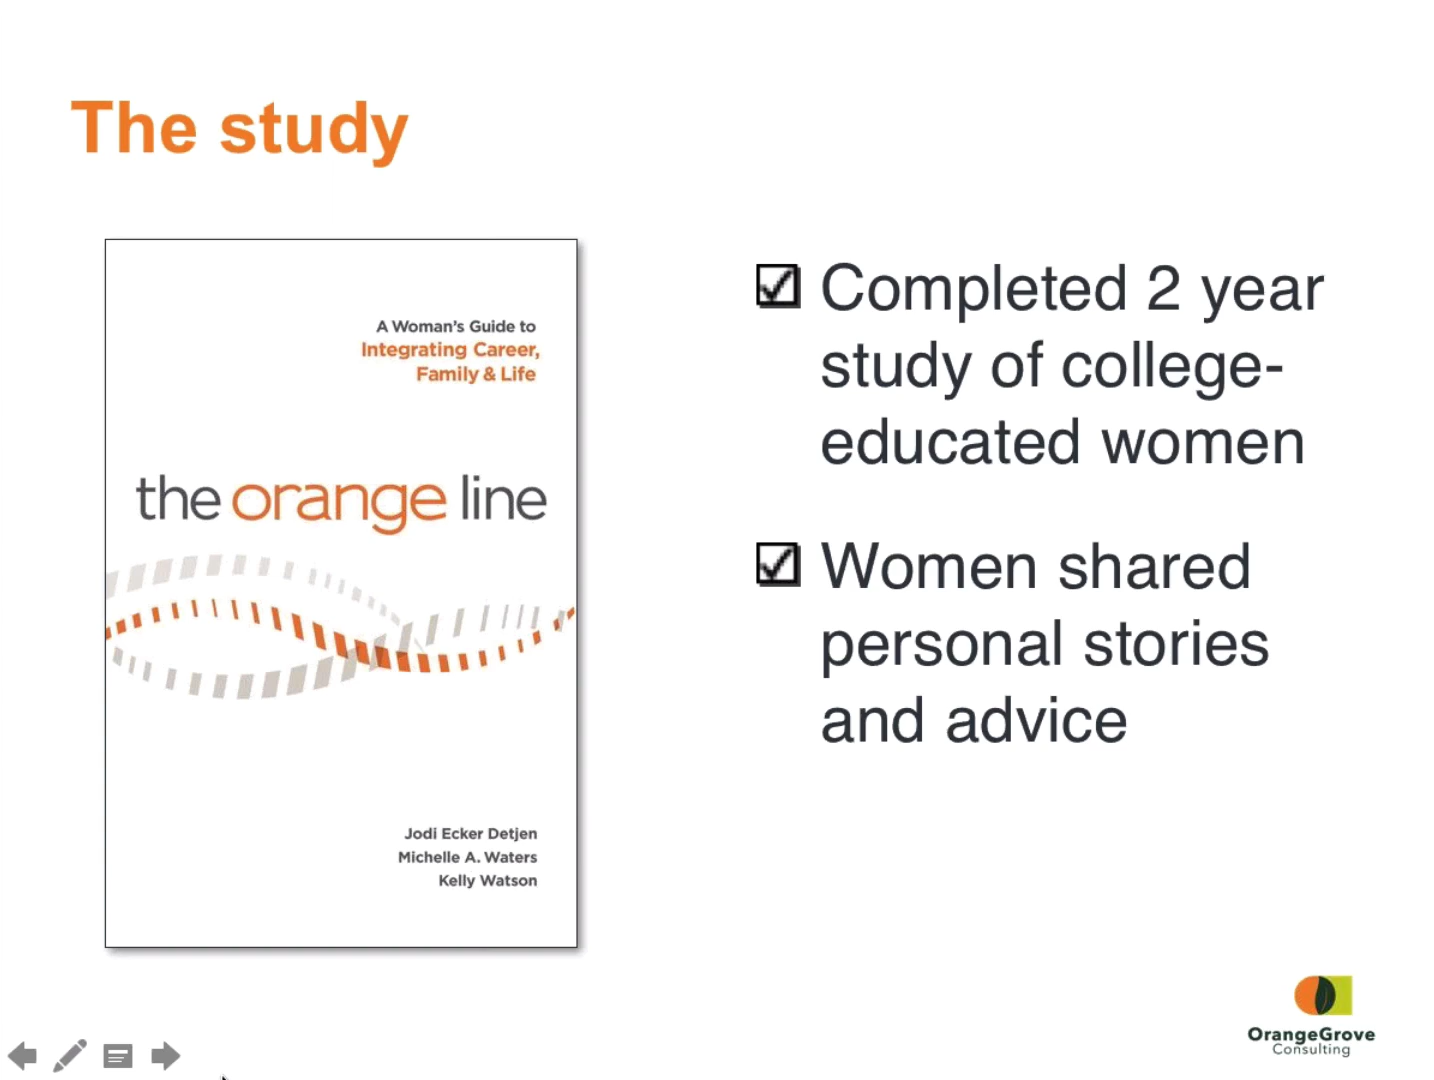 The study
A Woman's Guide to
Integrating Career,
Family & Life
the orange line
Jodi Ecker Detjen
Michelle A. Waters
Kelly Watson
Completed 2 year
study of college-
educated women
Women shared
personal stories
and advice
OrangeGrove
Consulting